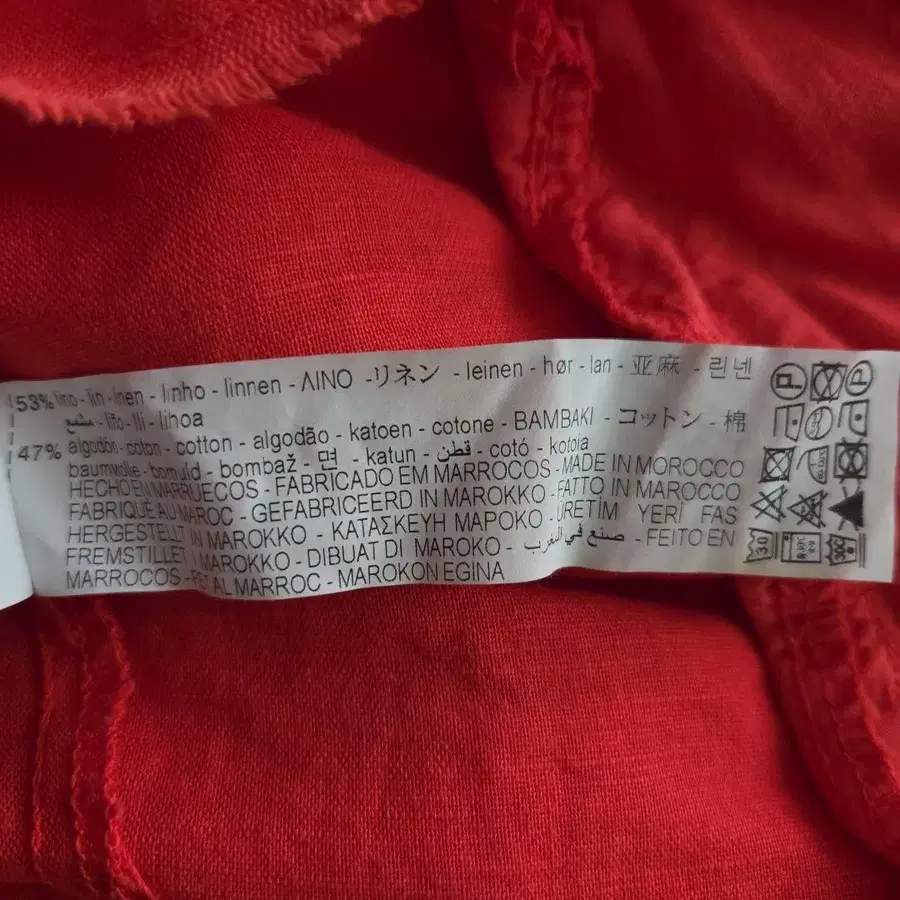 53% lino - lin - linen - linho - linnen - ΛΙΝΟ - リネン - leinen - hør - lan - 亚麻 - 린넨
- liño - lli - lihoa
47% algodón - coton - cotton - algodão - katoen - cotone - BAMBAKI - コットン - 棉
baumwolle - bomuld - bombaž - 면 - katun - قطن - cotó - kotoia
HECHO EN MARRUECOS - FABRICADO EM MARROCOS - MADE IN MOROCCO
FABRIQUE AU MAROC - GEFABRICEERD IN MAROKKO - FATTO IN MAROCCO
HERGESTELLT IN MAROKKO - ΚΑΤΑΣΚΕΥΗ ΜΑΡΟΚΟ - ÜRETİM YERİ FAS
FREMSTILLET MAROKKO - DIBUAT DI MAROKO - صنع في المغرب - FEITO EN
MARROCOS - FET AL MARROC - MAROKON EGINA
P P
30